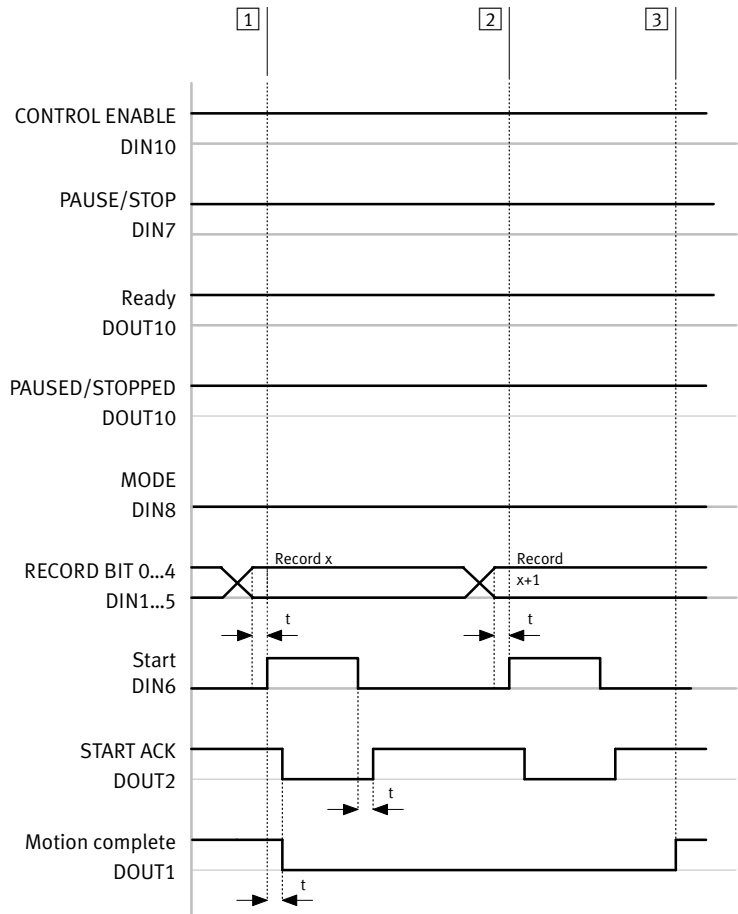 1
2
3
CONTROL ENABLE
DIN10
PAUSE/STOP
DIN7
Ready
DOUT10
PAUSED/STOPPED
DOUT10
MODE
DIN8
RECORD BIT 0...4
DIN1...5
Record x
Record
x+1
t
t
Start
DIN6
START ACK
DOUT2
t
Motion complete
DOUT1
t